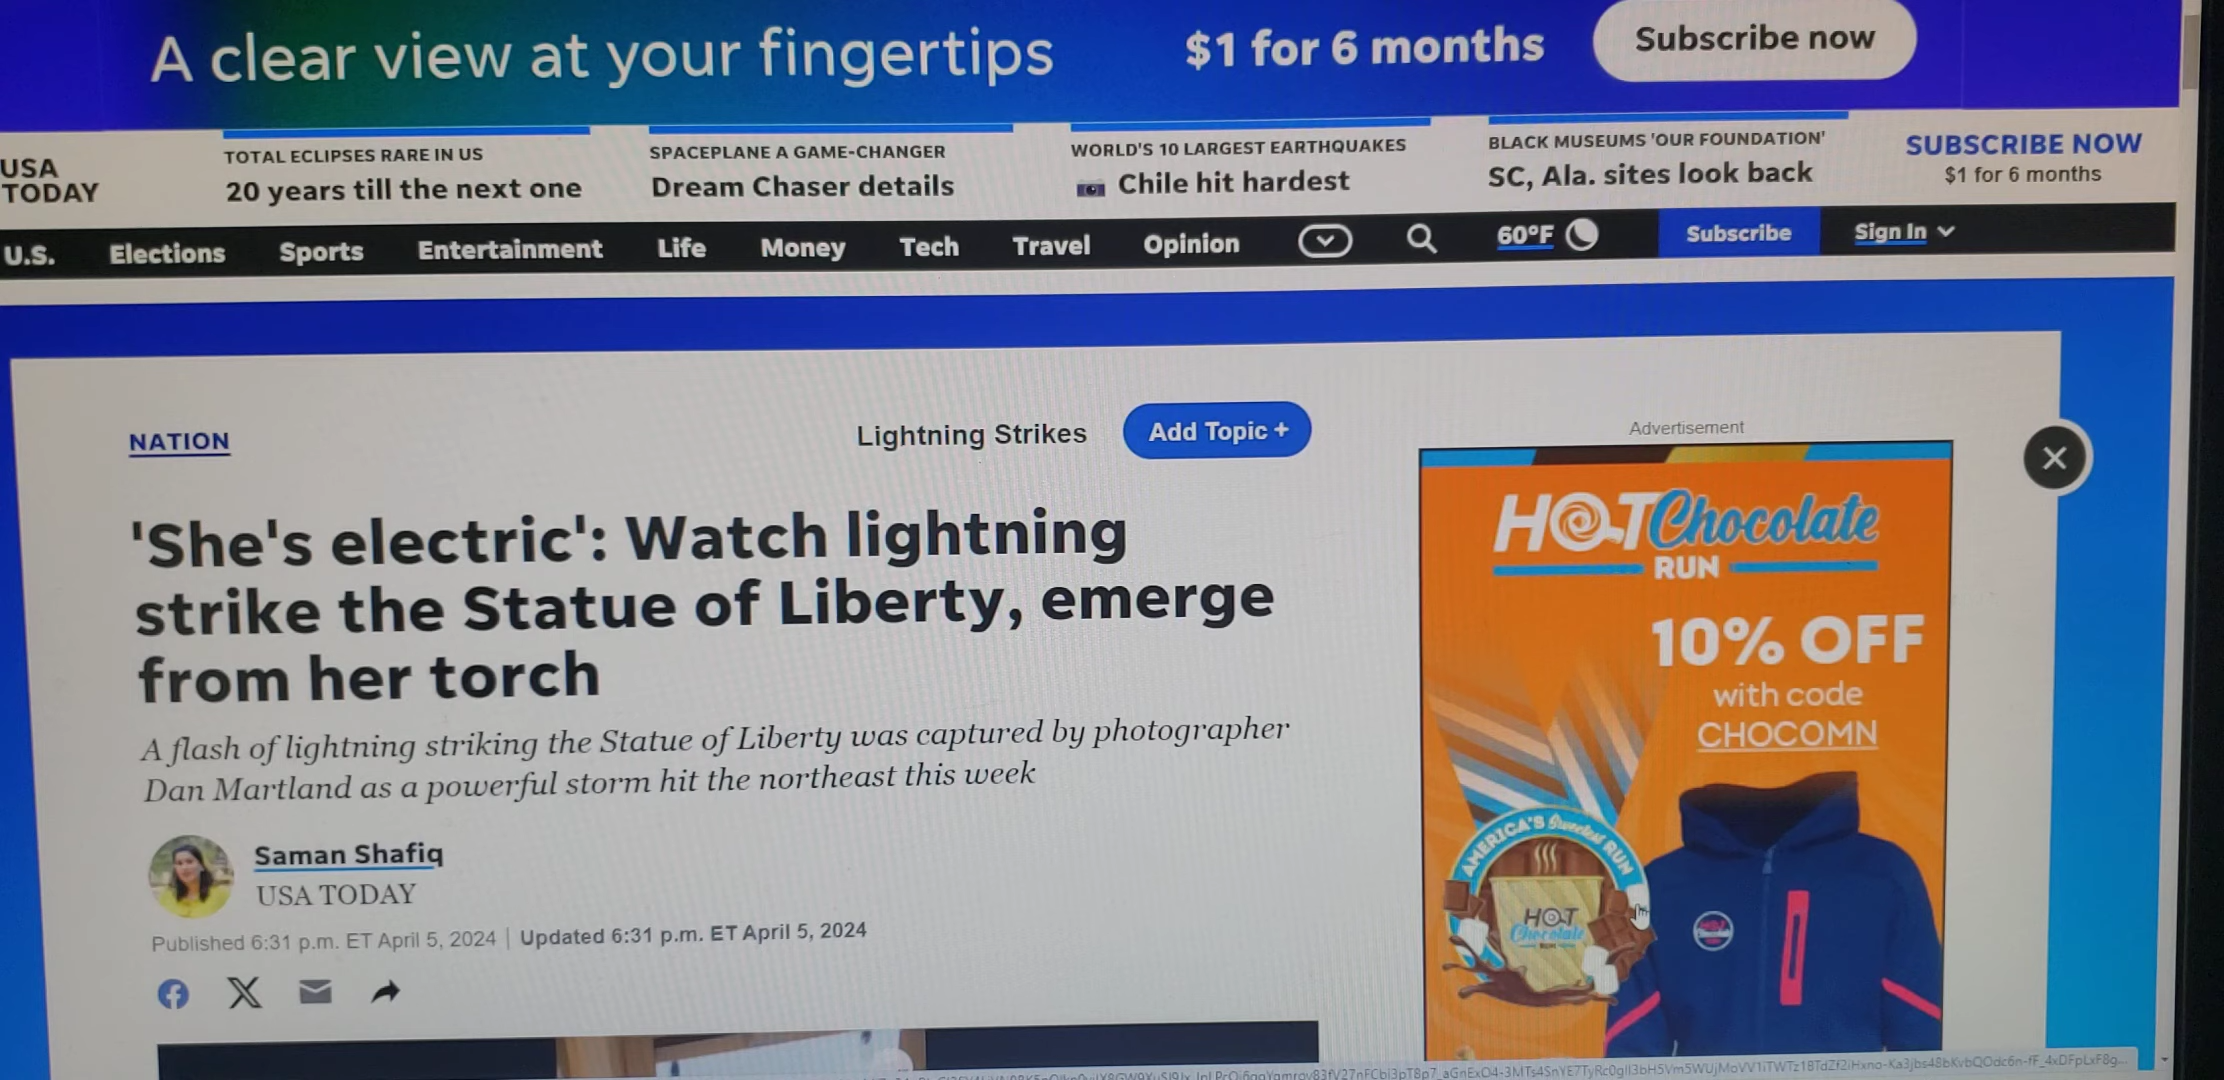 A clear view at your fingertips
$1 for 6 months
Subscribe now
USA
TODAY
TOTAL ECLIPSES RARE IN US
20 years till the next one
SPACEPLANE A GAME-CHANGER
Dream Chaser details
WORLD'S 10 LARGEST EARTHQUAKES
Chile hit hardest
BLACK MUSEUMS 'OUR FOUNDATION'
SC, Ala. sites look back
SUBSCRIBE NOW
$1 for 6 months
U.S. Elections Sports Entertainment Life Money Tech Travel Opinion 60°F Subscribe Sign In
NATION
Lightning Strikes
Add Topic +
'She's electric': Watch lightning
strike the Statue of Liberty, emerge
from her torch
A flash of lightning striking the Statue of Liberty was captured by photographer
Dan Martland as a powerful storm hit the northeast this week
Saman Shafiq
USA TODAY
Published 6:31 p.m. ET April 5, 2024 | Updated 6:31 p.m. ET April 5, 2024
Advertisement
HOT Chocolate
RUN
10% OFF
with code
CHOCOMN
AMERICA'S Sweetest RUN
HOT
Chocolate
RUN